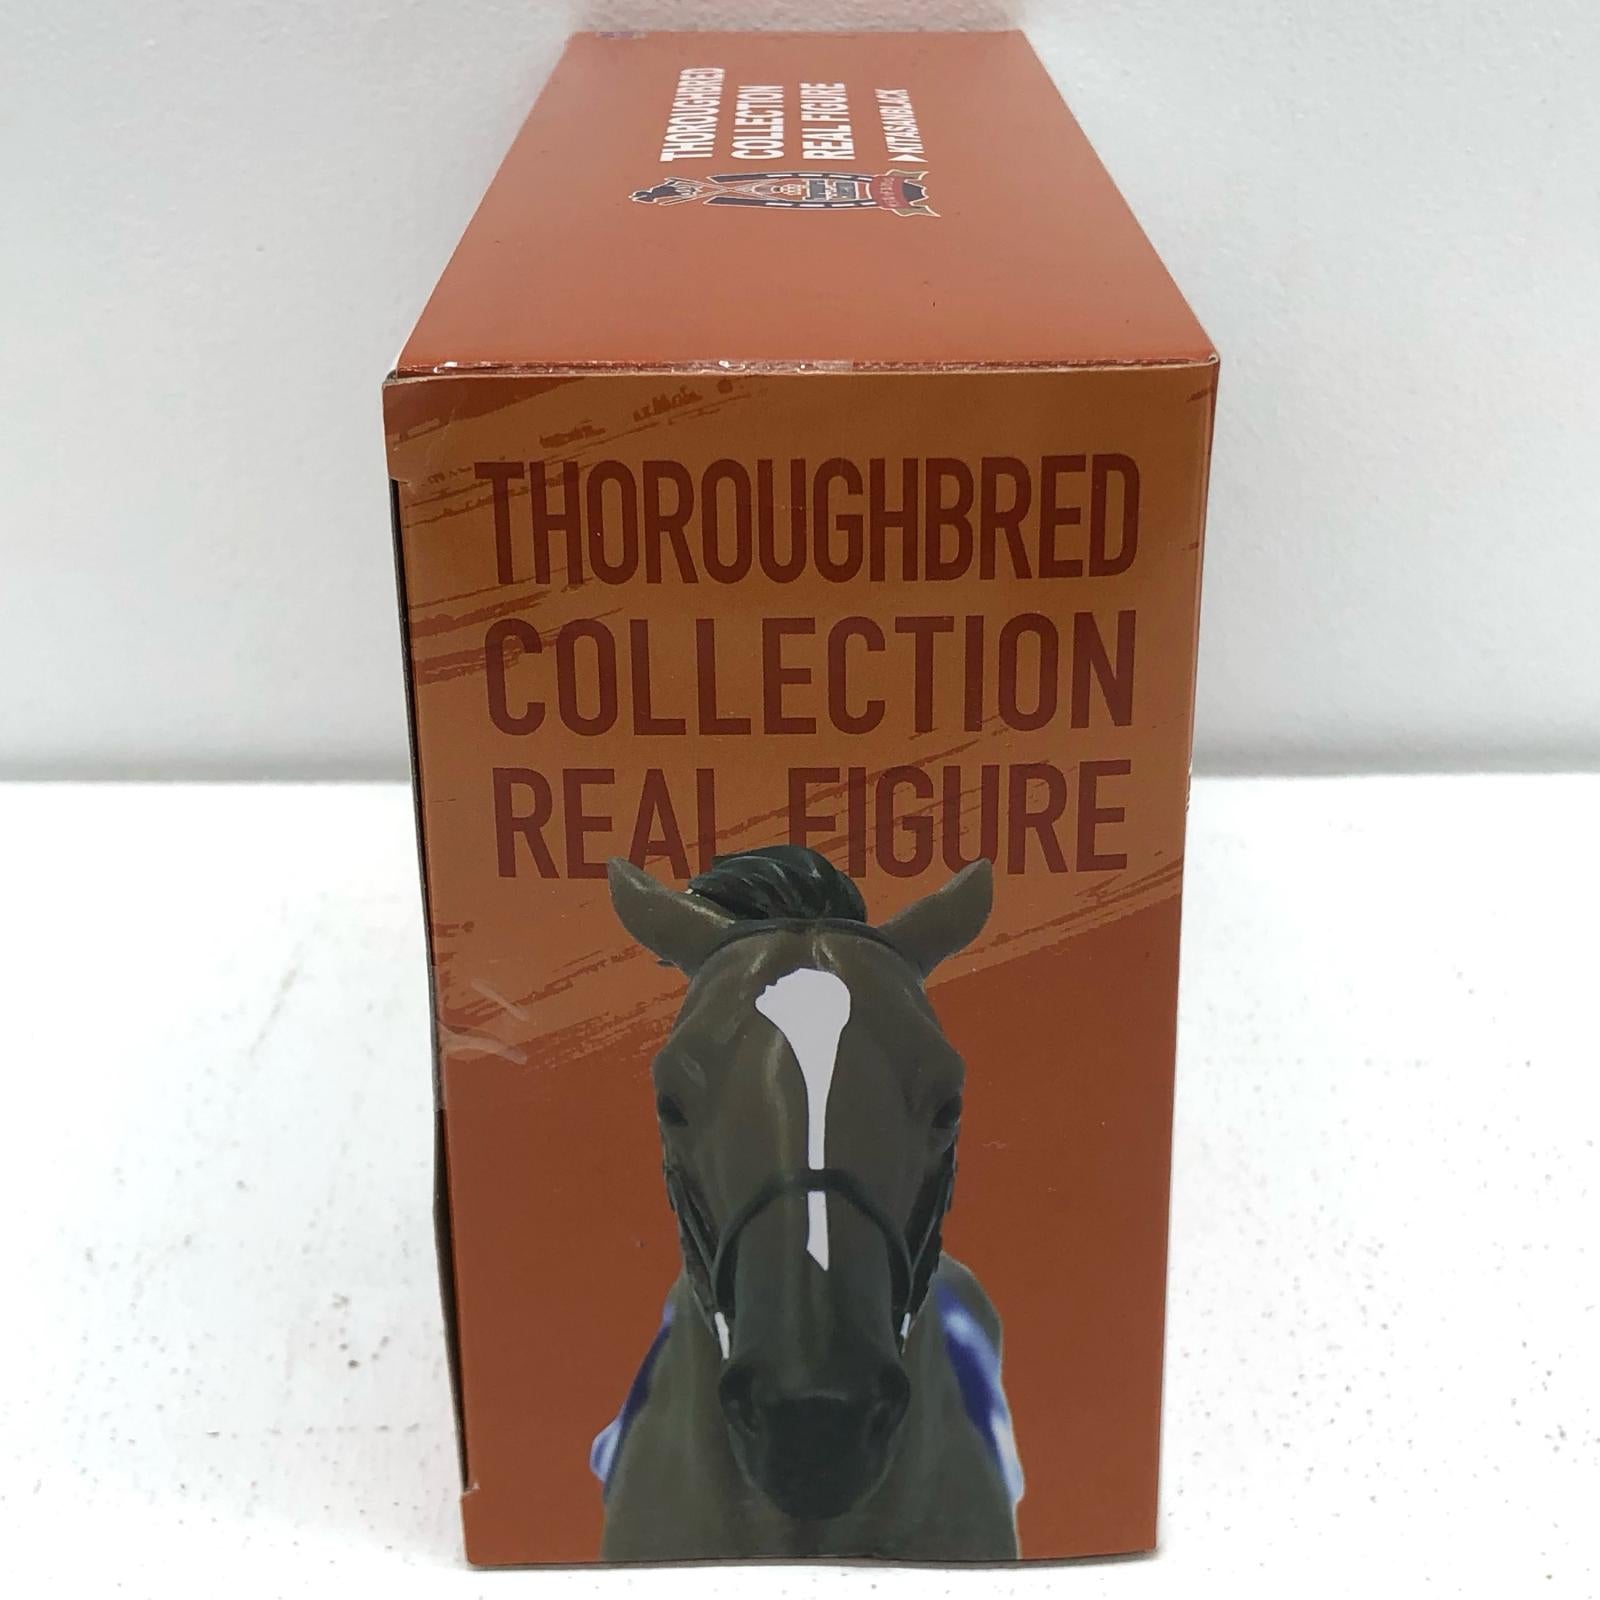 THOROUGHBRED
COLLECTION
REAL FIGURE
▶KITASANBLACK
THOROUGHBRED
COLLECTION
REAL FIGURE